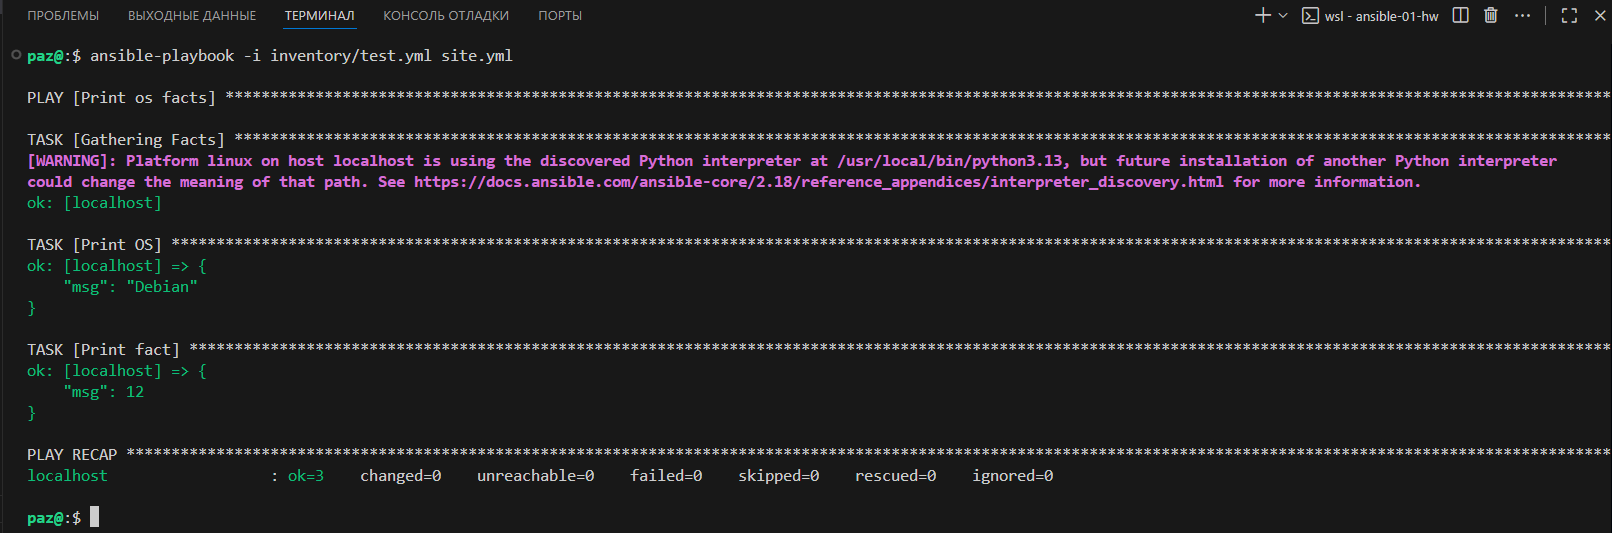 ПРОБЛЕМЫ ВЫХОДНЫЕ ДАННЫЕ ТЕРМИНАЛ КОНСОЛЬ ОТЛАДКИ ПОРТЫ wsl - ansible-01-hw
paz@:$ ansible-playbook -i inventory/test.yml site.yml
PLAY [Print os facts] **********************************************************************************************************************************************************
TASK [Gathering Facts] *********************************************************************************************************************************************************
[WARNING]: Platform linux on host localhost is using the discovered Python interpreter at /usr/local/bin/python3.13, but future installation of another Python interpreter
could change the meaning of that path. See https://docs.ansible.com/ansible-core/2.18/reference_appendices/interpreter_discovery.html for more information.
ok: [localhost]
TASK [Print OS] ****************************************************************************************************************************************************************
ok: [localhost] => {
    "msg": "Debian"
}
TASK [Print fact] **************************************************************************************************************************************************************
ok: [localhost] => {
    "msg": 12
}
PLAY RECAP *********************************************************************************************************************************************************************
localhost                  : ok=3    changed=0    unreachable=0    failed=0    skipped=0    rescued=0    ignored=0
paz@:$